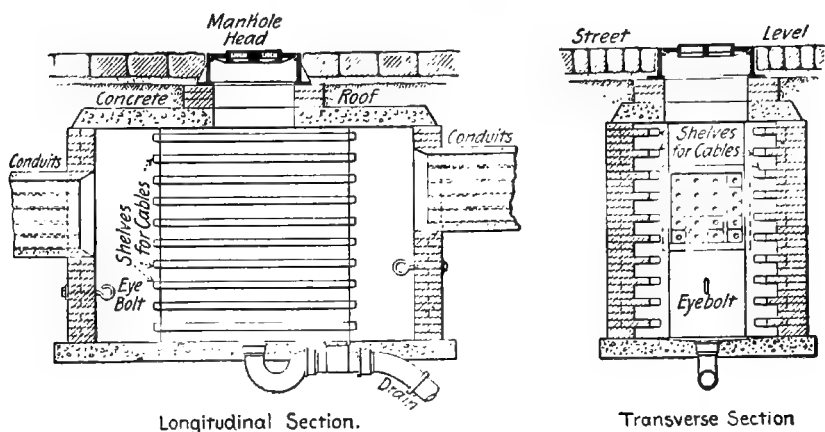 Manhole
Head
Concrete Roof
Conduits
Conduits
Shelves
for Cables
Eye
Bolt
Drain
Longitudinal Section.
Street Level
Shelves
for Cables
Eyebolt
Transverse Section